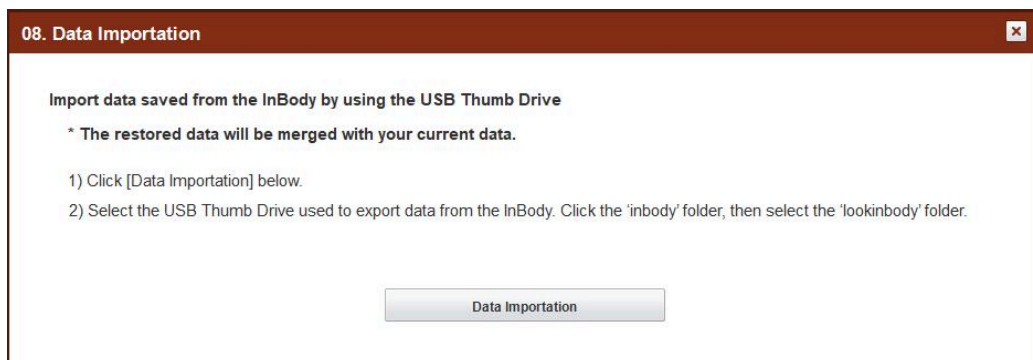 08. Data Importation
Import data saved from the InBody by using the USB Thumb Drive
* The restored data will be merged with your current data.
1) Click [Data Importation] below.
2) Select the USB Thumb Drive used to export data from the InBody. Click the ‘inbody’ folder, then select the ‘lookinbody’ folder.
Data Importation